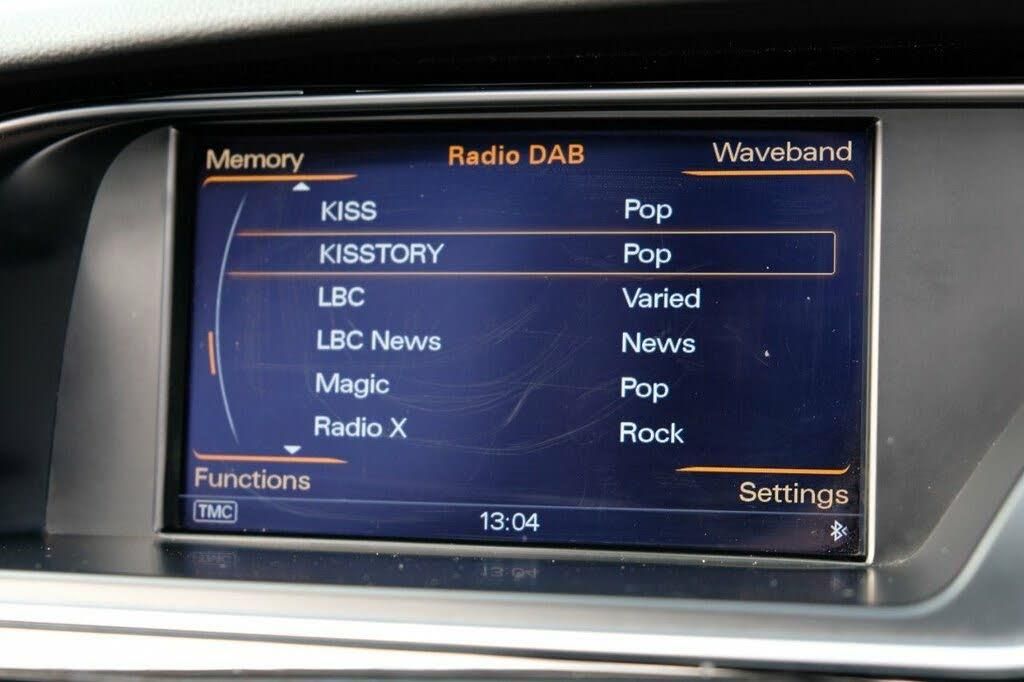 Memory Radio DAB Waveband
KISS Pop
KISSTORY Pop
LBC Varied
LBC News News
Magic Pop
Radio X Rock
Functions Settings
TMC 13:04